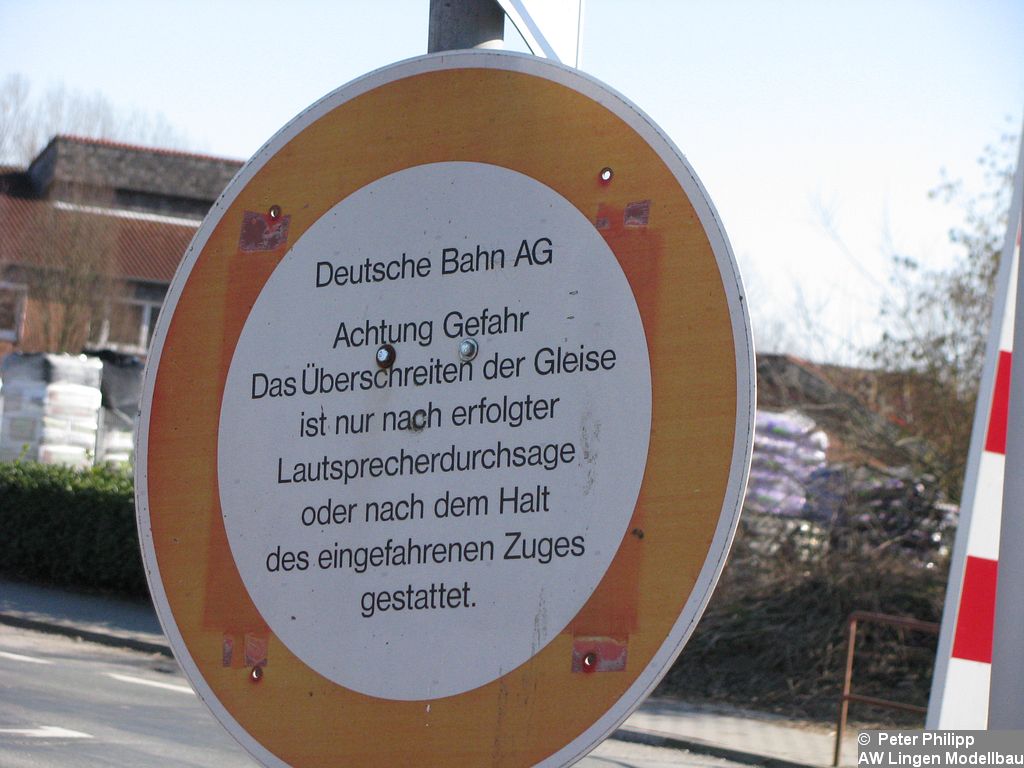 Deutsche Bahn AG
Achtung Gefahr
Das Überschreiten der Gleise
ist nur nach erfolgter
Lautsprecherdurchsage
oder nach dem Halt
des eingefahrenen Zuges
gestattet.
© Peter Philipp
AW Lingen Modellbau